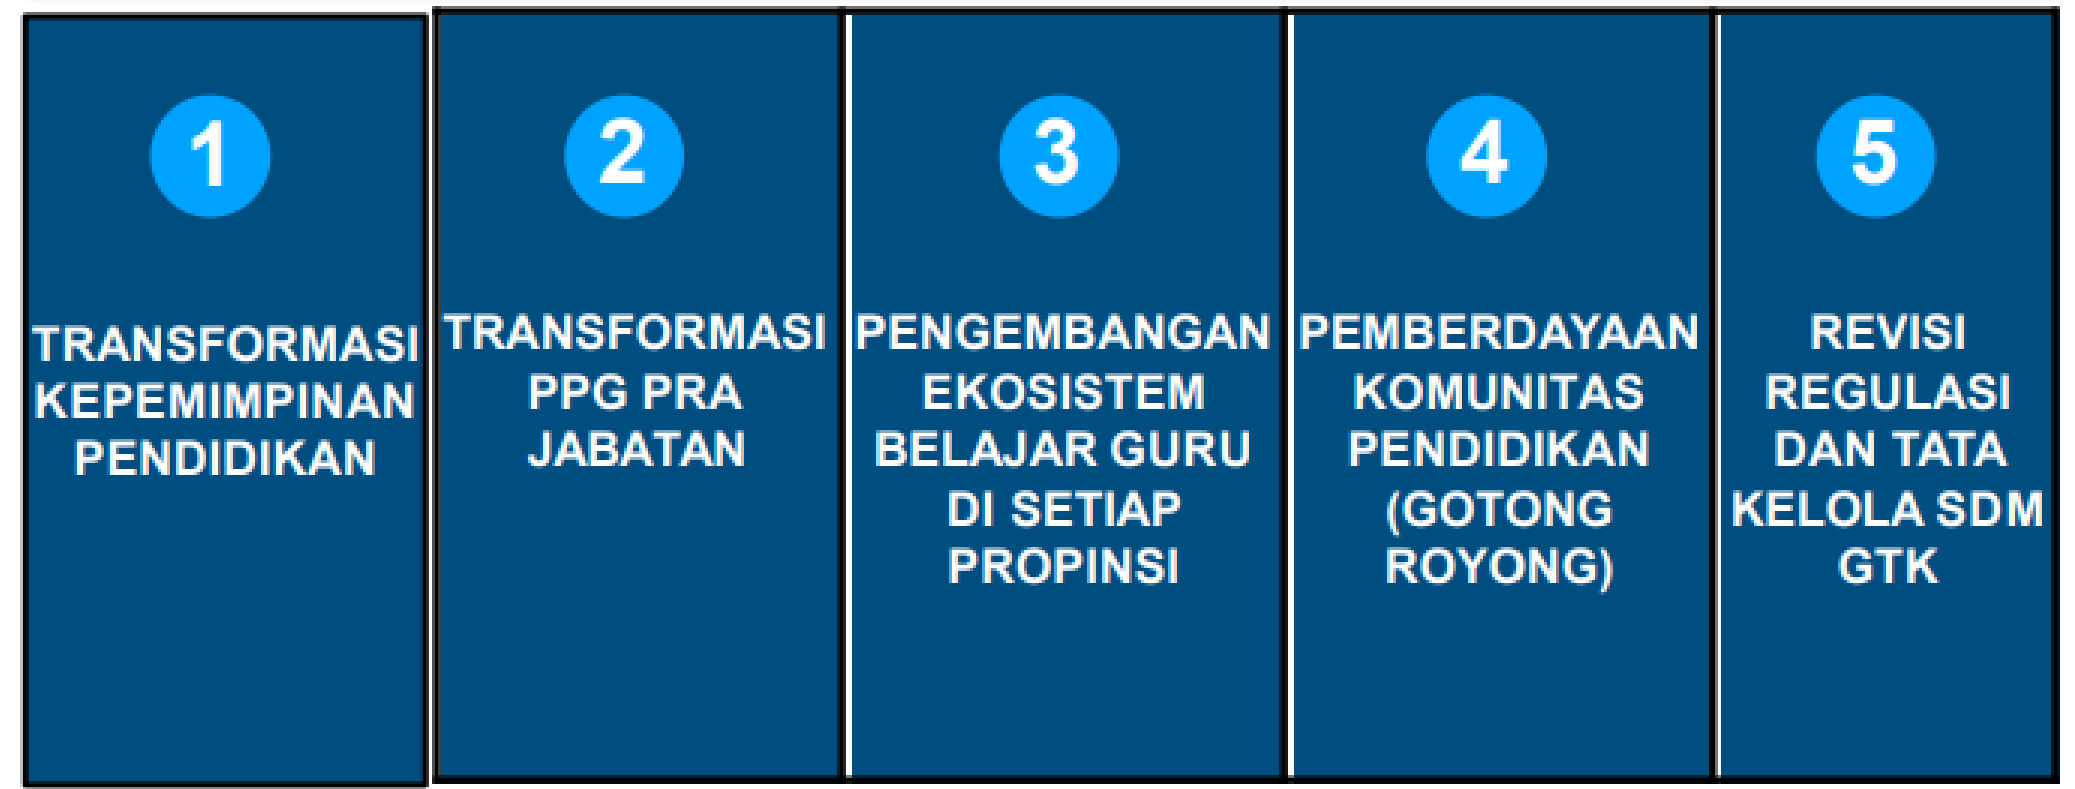 1
TRANSFORMASI
KEPEMIMPINAN
PENDIDIKAN
2
TRANSFORMASI
PPG PRA
JABATAN
3
PENGEMBANGAN
EKOSISTEM
BELAJAR GURU
DI SETIAP
PROPINSI
4
PEMBERDAYAAN
KOMUNITAS
PENDIDIKAN
(GOTONG
ROYONG)
5
REVISI
REGULASI
DAN TATA
KELOLA SDM
GTK